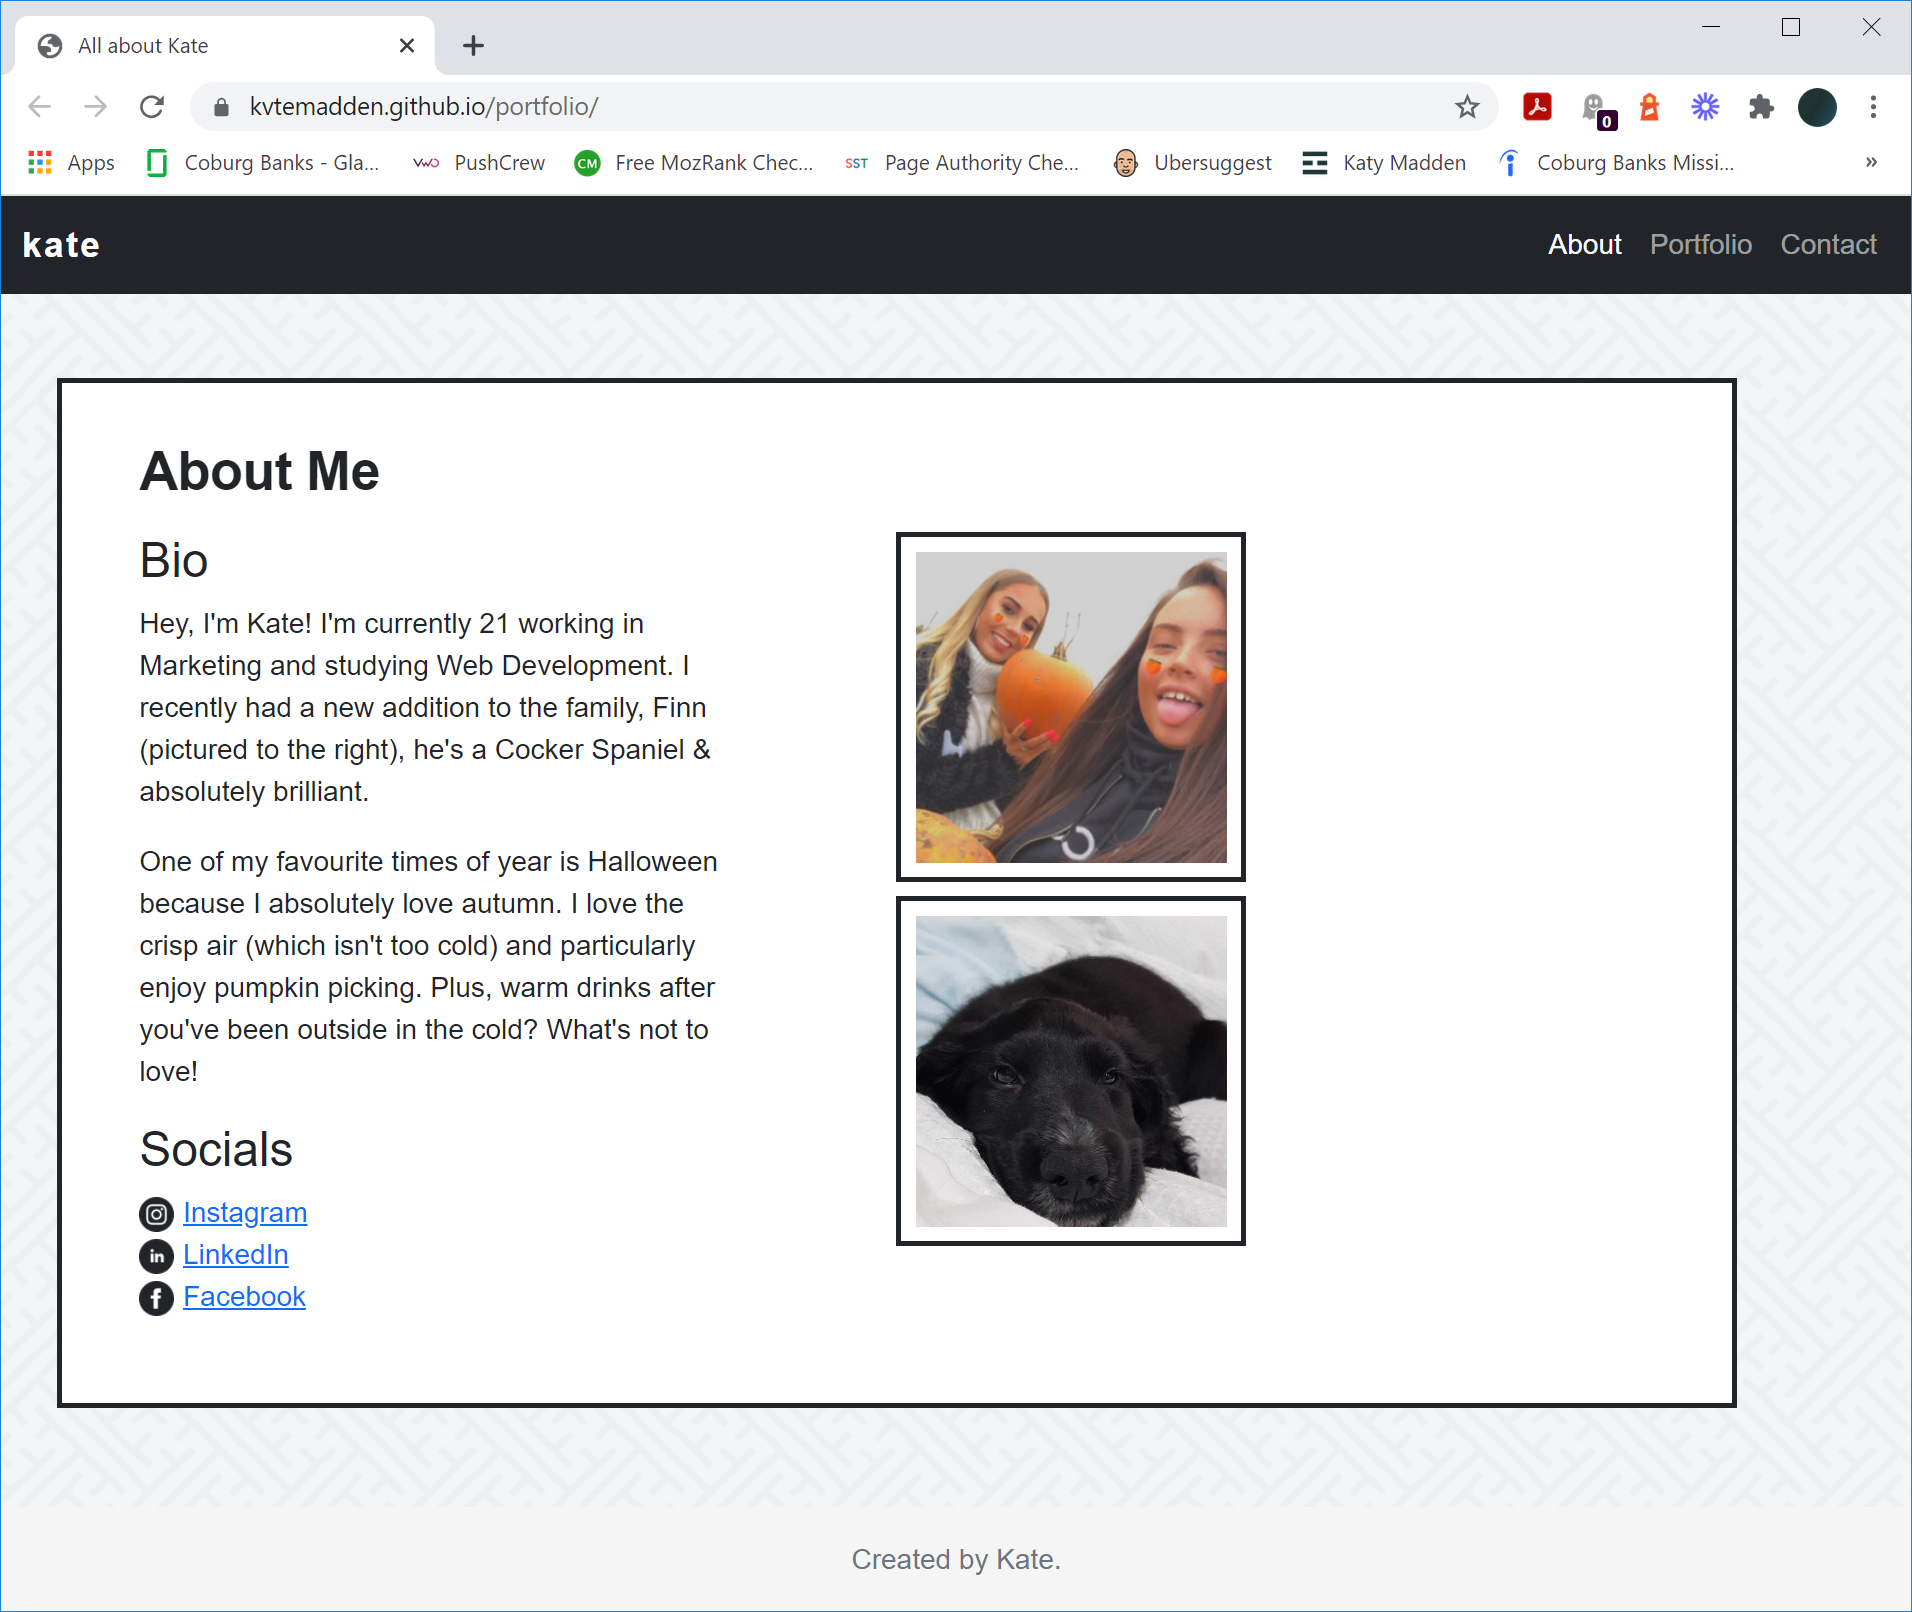 All about Kate
kvtemadden.github.io/portfolio/
0
Apps
Coburg Banks - Gla...
VWO
PushCrew
CM
Free MozRank Chec...
SST
Page Authority Che...
Ubersuggest
Katy Madden
Coburg Banks Missi...
»
kate
About Portfolio Contact
About Me
Bio
Hey, I'm Kate! I'm currently 21 working in
Marketing and studying Web Development. I
recently had a new addition to the family, Finn
(pictured to the right), he's a Cocker Spaniel &
absolutely brilliant.
One of my favourite times of year is Halloween
because I absolutely love autumn. I love the
crisp air (which isn't too cold) and particularly
enjoy pumpkin picking. Plus, warm drinks after
you've been outside in the cold? What's not to
love!
Socials
Instagram
in LinkedIn
f Facebook
Created by Kate.